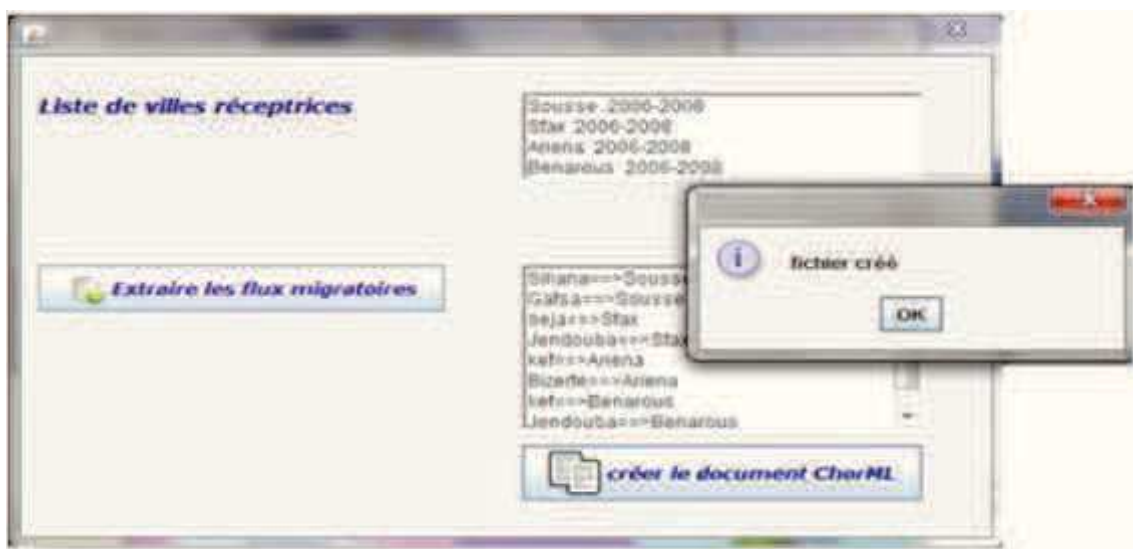 Liste de villes réceptrices
Sousse 2006-2008
Sfax 2006-2008
Ariena 2006-2008
Benarous 2006-2008
fichier créé
OK
Extraire les flux migratoires
Siliana==>Sousse
Gafsa==>Sousse
beja==>Sfax
Jendouba==>Sfax
kef==>Ariena
Bizerte==>Ariena
kef==>Benarous
Jendouba==>Benarous
créer le document ChorML